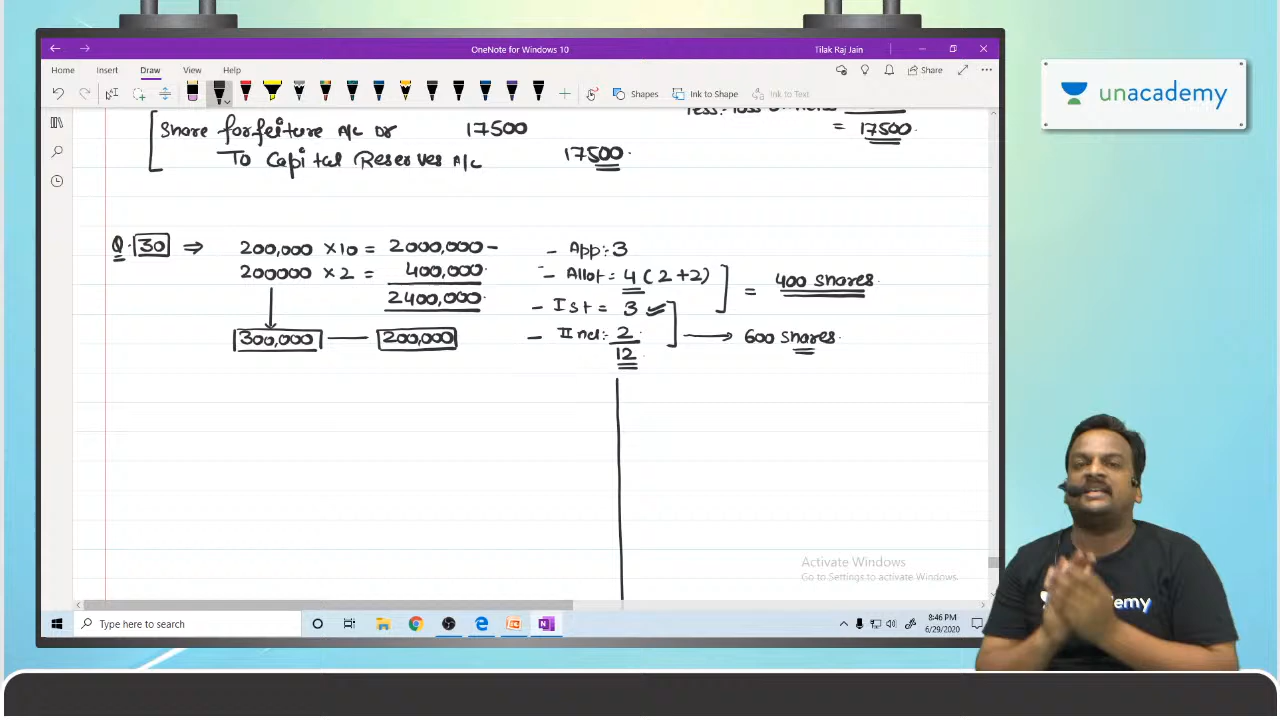 OneNote for Windows 10
Tilak Raj Jain
Home Insert Draw View Help
Share
Shapes
Ink to Shape
Ink to Text
unacademy
Share forfeiture A/c Dr 17500
To Capital Reserves A/c 17500
= 17500
Q. 30 ⇒ 200,000 × 10 = 2000,000 –
200000 × 2 = 400,000
2400,000
300,000 — 200,000
– App: 3
– Allot = 4 (2+2)
– Ist = 3
– IInd: 2
12
= 400 shares
→ 600 shares
Activate Windows
Go to Settings to activate Windows.
Type here to search
8:46 PM
6/29/2020